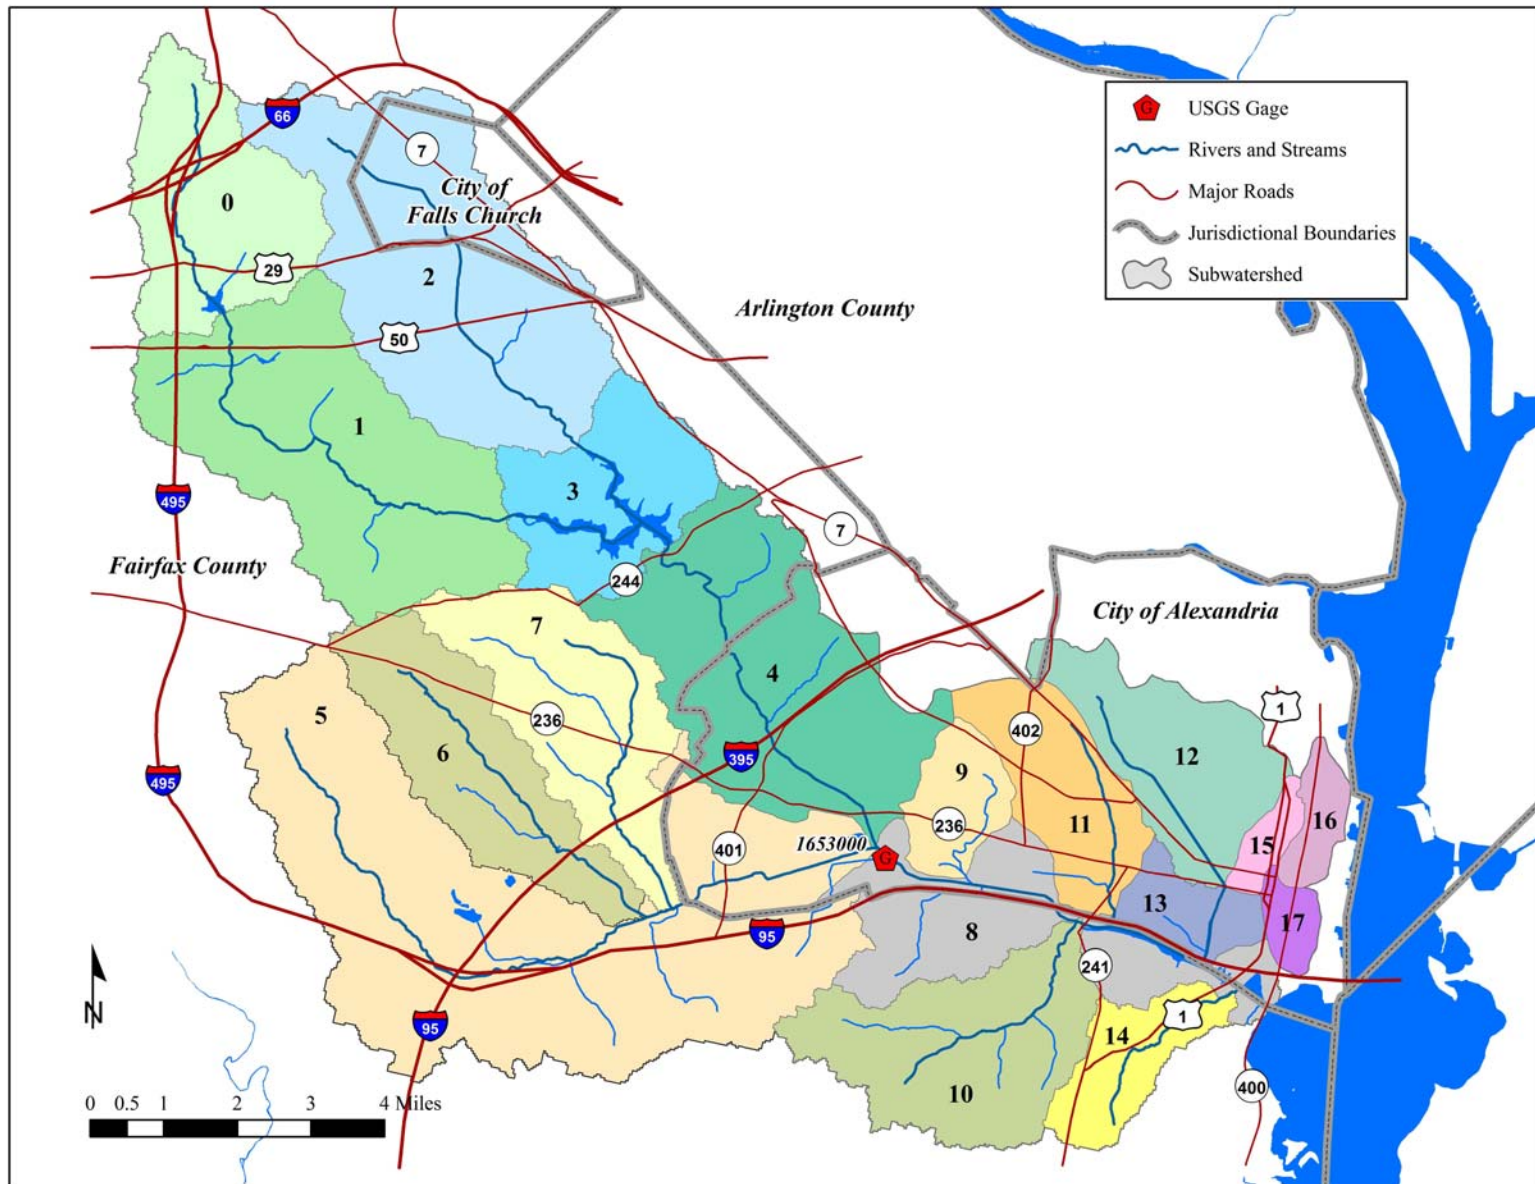 G
USGS Gage
Rivers and Streams
Major Roads
Jurisdictional Boundaries
Subwatershed
66
7
City of
Falls Church
0
29
2
50
Arlington County
1
3
495
7
Fairfax County
244
City of Alexandria
7
4
5
236
1
402
6
395
495
12
9
236
11
16
15
401
1653000
G
13
17
95
8
241
95
1
14
10
400
N
0 0.5 1 2 3 4 Miles